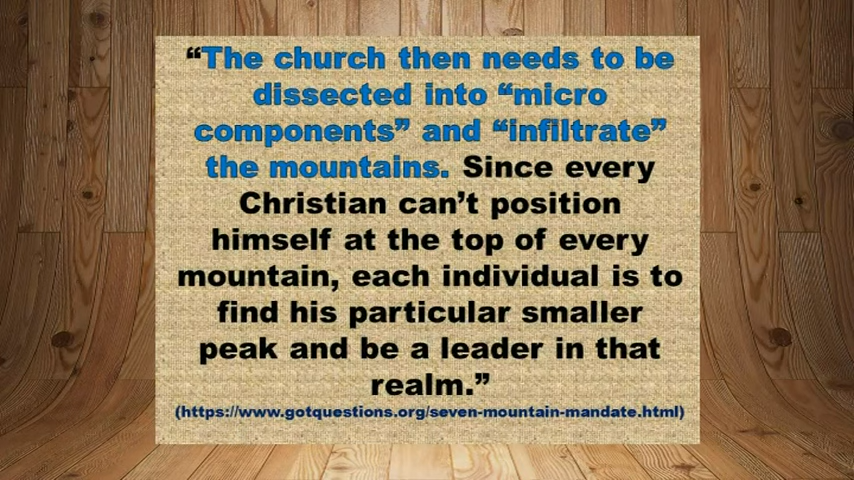 “The church then needs to be
dissected into “micro
components” and “infiltrate”
the mountains. Since every
Christian can’t position
himself at the top of every
mountain, each individual is to
find his particular smaller
peak and be a leader in that
realm.”
(https://www.gotquestions.org/seven-mountain-mandate.html)